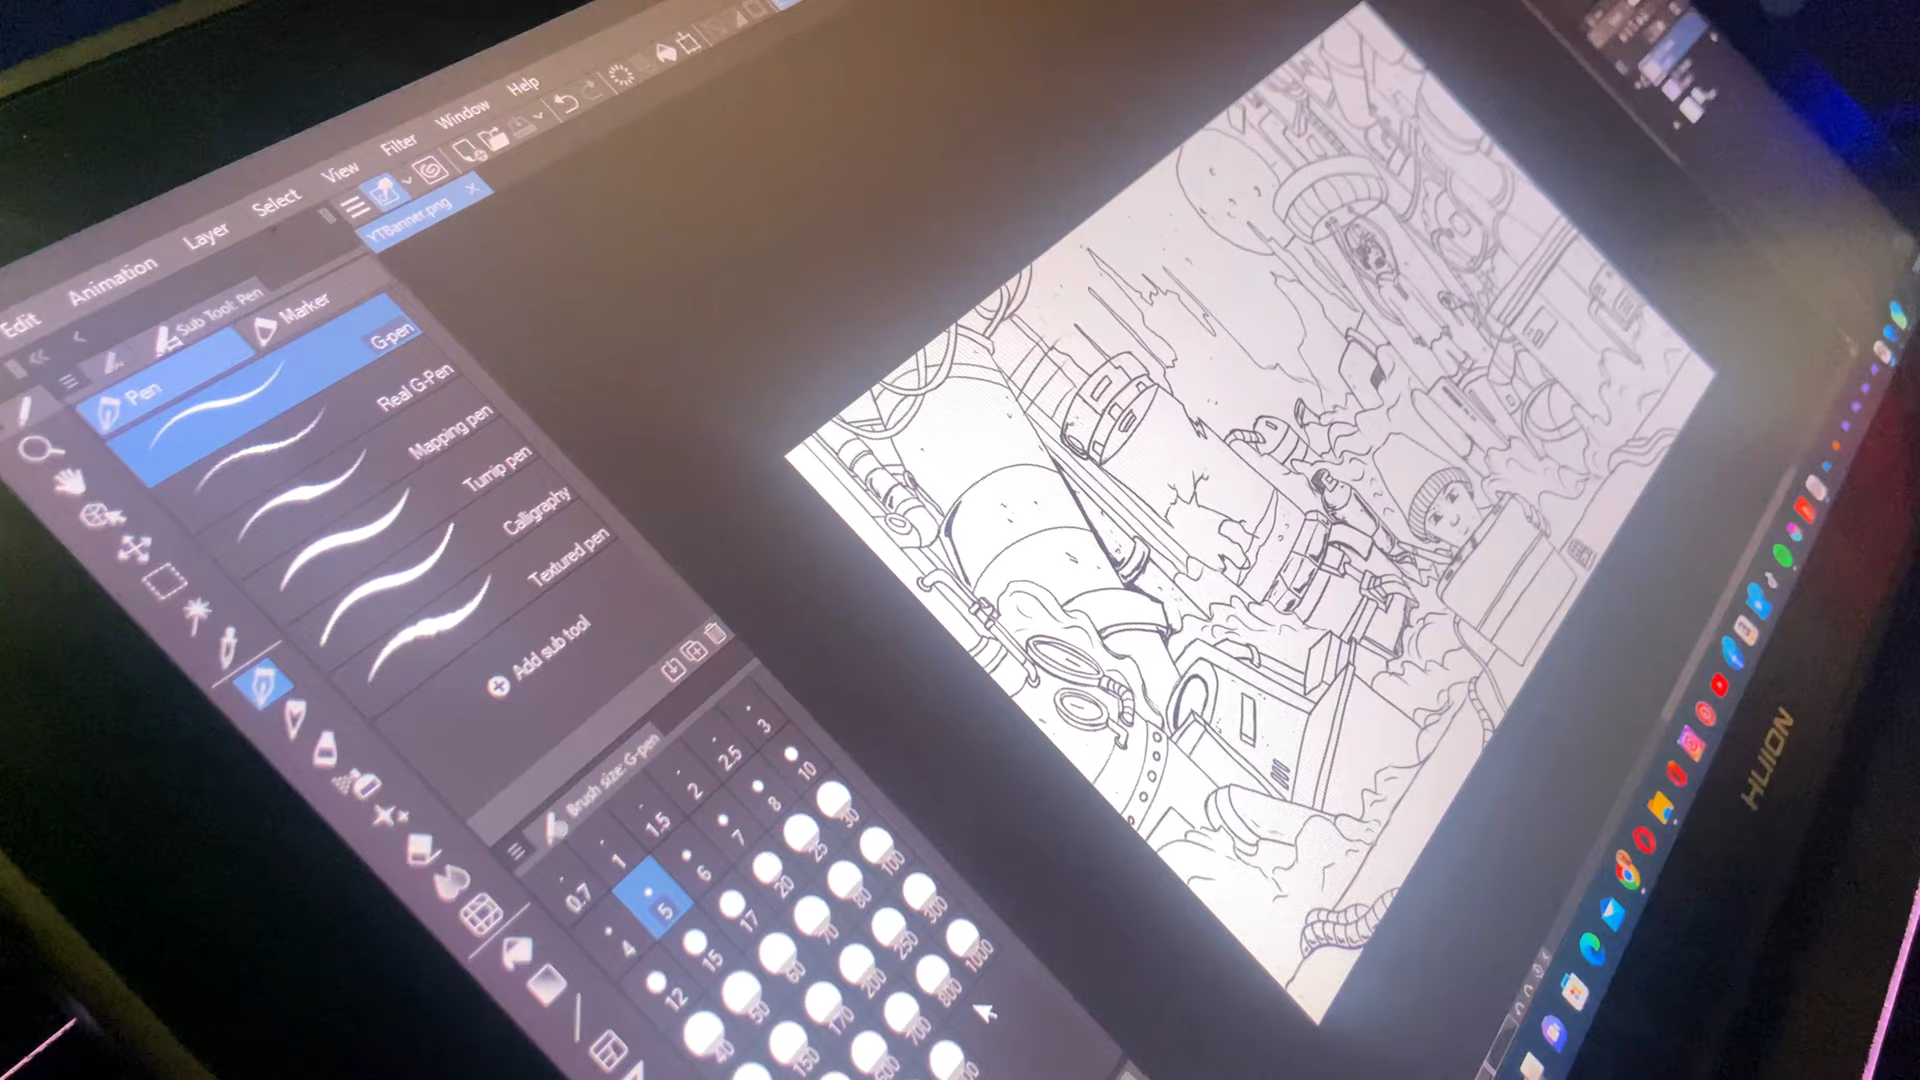 Edit Animation Layer Select View Filter Window Help
YTBanner.png
Sub Tool: Pen
Pen
Marker
G-pen
Real G-Pen
Mapping pen
Turnip pen
Calligraphy
Textured pen
Add sub tool
Brush size: G-pen
0.7 1 1.5 2 2.5 3
4 5 6 7 8 10
12 15 17 20 25 30
40 50 60 70 80 100
150 170 200 250 300
600 700 800 1000
HUION